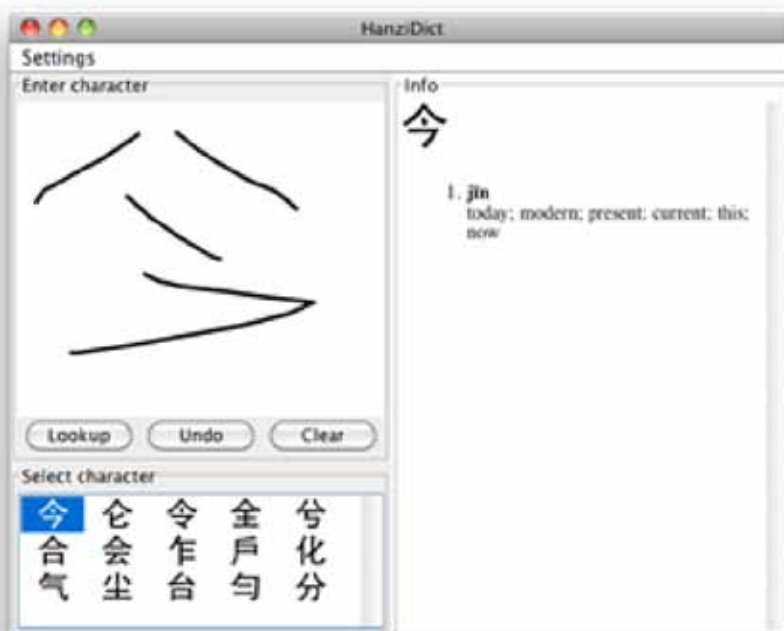 HanziDict
Settings
Enter character
Lookup Undo Clear
Select character
今 仑 令 全 兮
合 会 乍 戶 化
气 尘 台 匀 分
Info
今
1. jīn
today; modern; present; current; this;
now